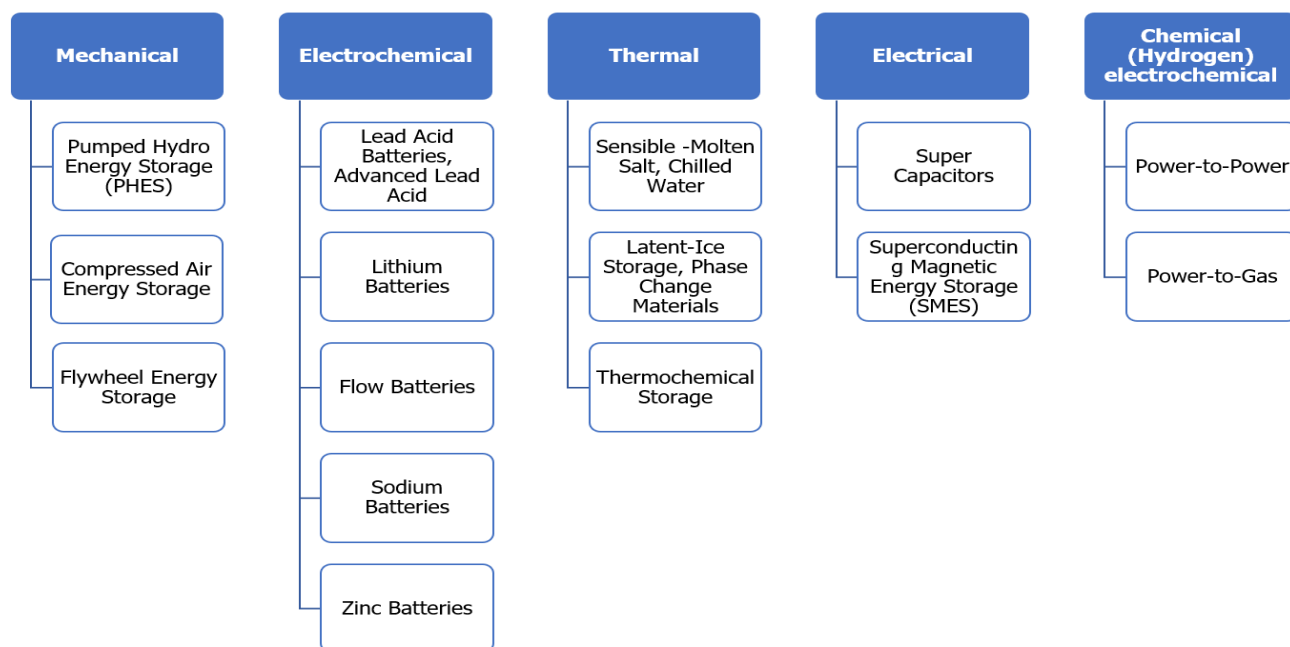 Mechanical
Pumped Hydro
Energy Storage
(PHES)
Compressed Air
Energy Storage
Flywheel Energy
Storage
Electrochemical
Lead Acid
Batteries,
Advanced Lead
Acid
Lithium
Batteries
Flow Batteries
Sodium
Batteries
Zinc Batteries
Thermal
Sensible -Molten
Salt, Chilled
Water
Latent-Ice
Storage, Phase
Change
Materials
Thermochemical
Storage
Electrical
Super
Capacitors
Superconductin
g Magnetic
Energy Storage
(SMES)
Chemical
(Hydrogen)
electrochemical
Power-to-Power
Power-to-Gas